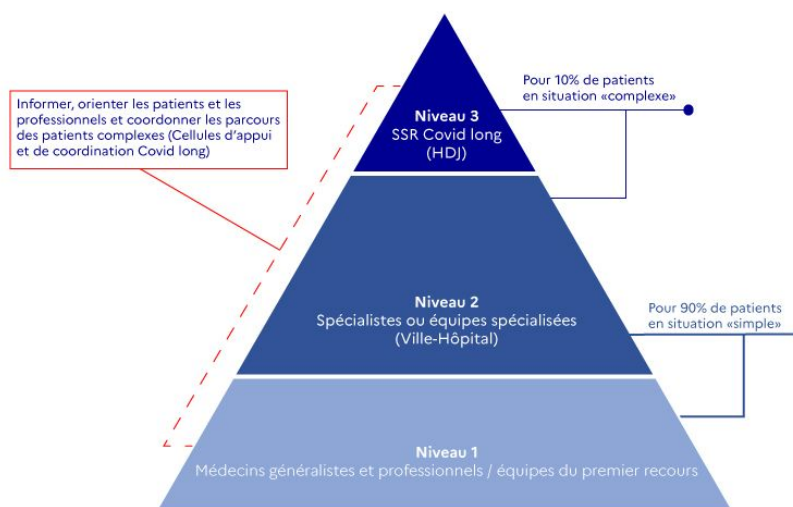 Informer, orienter les patients et les
professionnels et coordonner les parcours
des patients complexes (Cellules d'appui
et de coordination Covid long)
Pour 10% de patients
en situation «complexe»
Niveau 3
SSR Covid long
(HDJ)
Niveau 2
Spécialistes ou équipes spécialisées
(Ville-Hôpital)
Pour 90% de patients
en situation «simple»
Niveau 1
Médecins généralistes et professionnels / équipes du premier recours